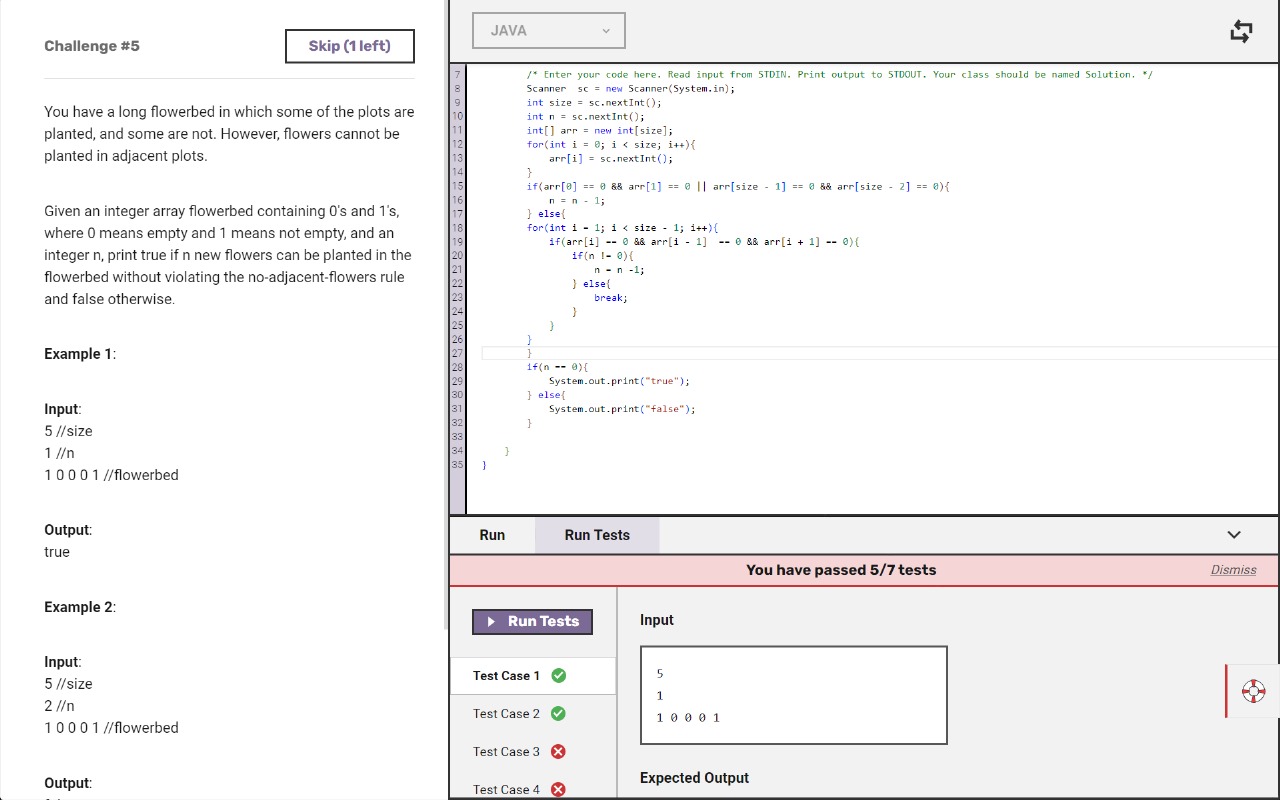 Challenge #5
Skip (1 left)
You have a long flowerbed in which some of the plots are
planted, and some are not. However, flowers cannot be
planted in adjacent plots.
Given an integer array flowerbed containing 0's and 1's,
where 0 means empty and 1 means not empty, and an
integer n, print true if n new flowers can be planted in the
flowerbed without violating the no-adjacent-flowers rule
and false otherwise.
Example 1:
Input:
5 //size
1 //n
1 0 0 0 1 //flowerbed
Output:
true
Example 2:
Input:
5 //size
2 //n
1 0 0 0 1 //flowerbed
Output:
JAVA
7 /* Enter your code here. Read input from STDIN. Print output to STDOUT. Your class should be named Solution. */
8 Scanner  sc = new Scanner(System.in);
9 int size = sc.nextInt();
10 int n = sc.nextInt();
11 int[] arr = new int[size];
12 for(int i = 0; i < size; i++){
13 arr[i] = sc.nextInt();
14 }
15 if(arr[0] == 0 && arr[1] == 0 || arr[size - 1] == 0 && arr[size - 2] == 0){
16 n = n - 1;
17 } else{
18 for(int i = 1; i < size - 1; i++){
19 if(arr[i] == 0 && arr[i - 1]  == 0 && arr[i + 1] == 0){
20 if(n != 0){
21 n = n -1;
22 } else{
23 break;
24 }
25 }
26 }
27 }
28 if(n == 0){
29 System.out.print("true");
30 } else{
31 System.out.print("false");
32 }
33
34 }
35 }
Run
Run Tests
You have passed 5/7 tests
Dismiss
Run Tests
Test Case 1
Test Case 2
Test Case 3
Test Case 4
Input
5
1
1 0 0 0 1
Expected Output